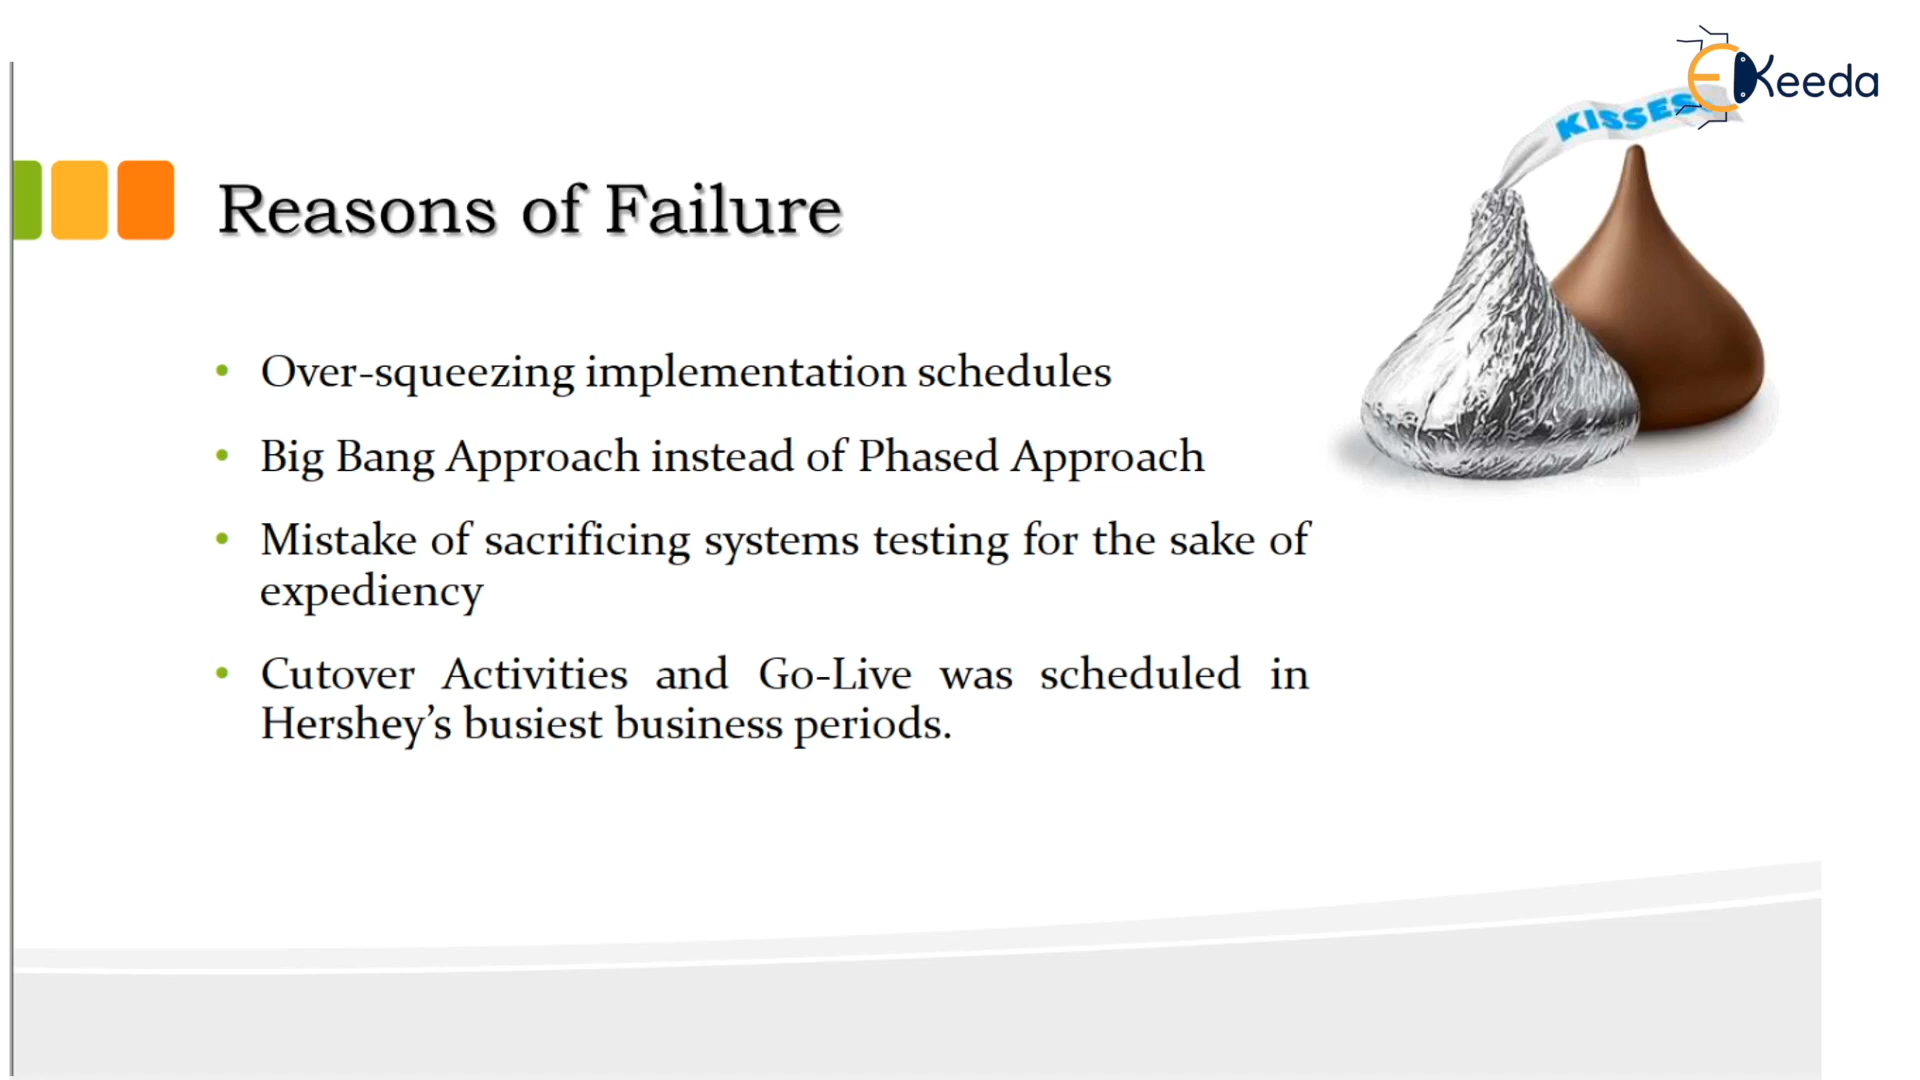 Keeda
KISSES
Reasons of Failure
• Over-squeezing implementation schedules
• Big Bang Approach instead of Phased Approach
• Mistake of sacrificing systems testing for the sake of
expediency
• Cutover Activities and Go-Live was scheduled in
Hershey's busiest business periods.